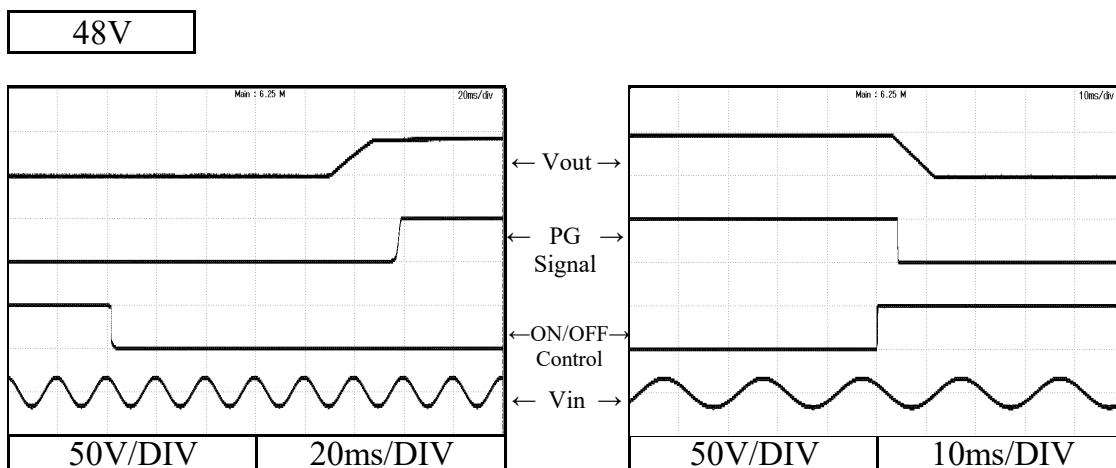 48V
Main : 6.25 M
20ms/div
Main : 6.25 M
10ms/div
← Vout →
← PG →
Signal
←ON/OFF→
Control
← Vin →
50V/DIV
20ms/DIV
50V/DIV
10ms/DIV